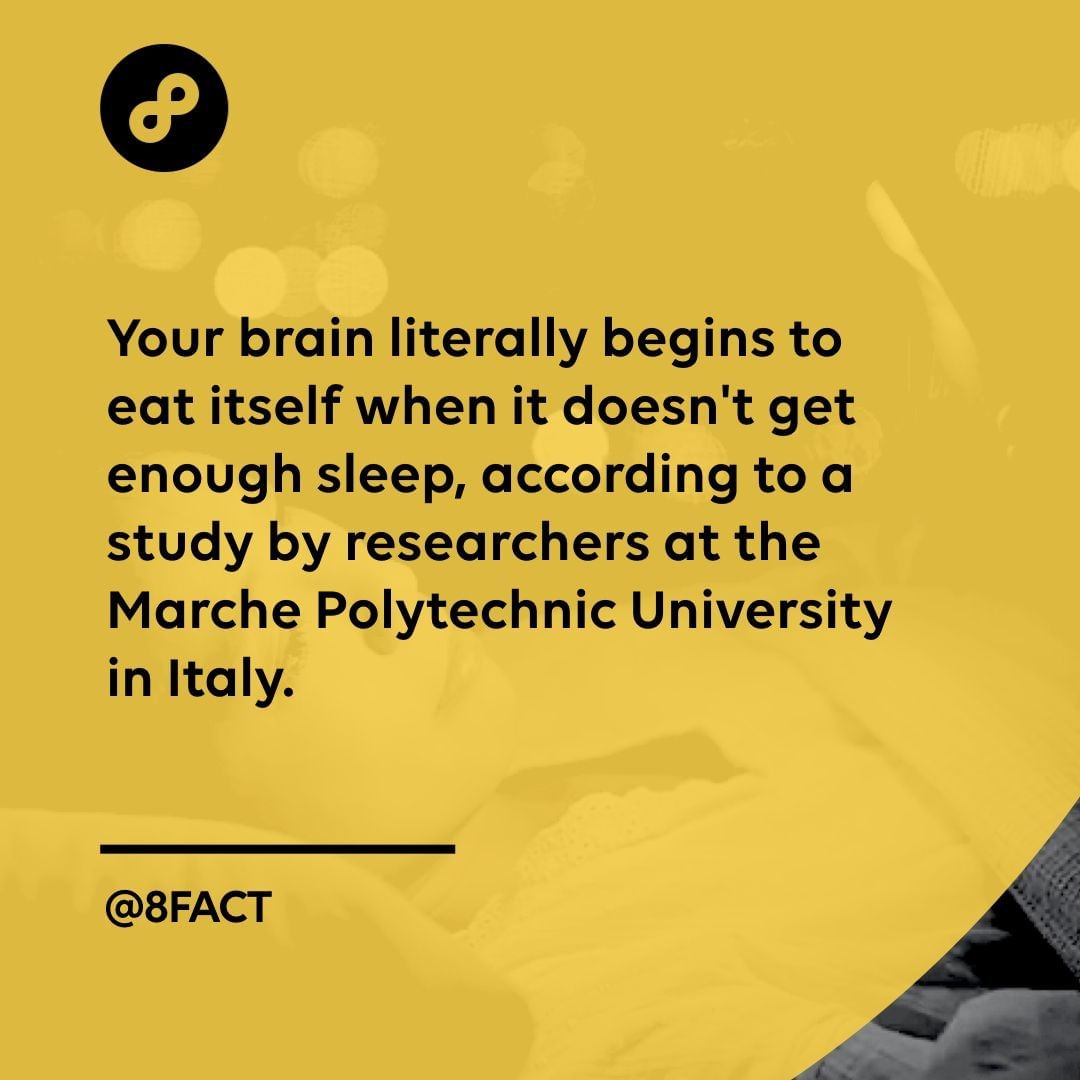 Your brain literally begins to
eat itself when it doesn't get
enough sleep, according to a
study by researchers at the
Marche Polytechnic University
in Italy.
@8FACT